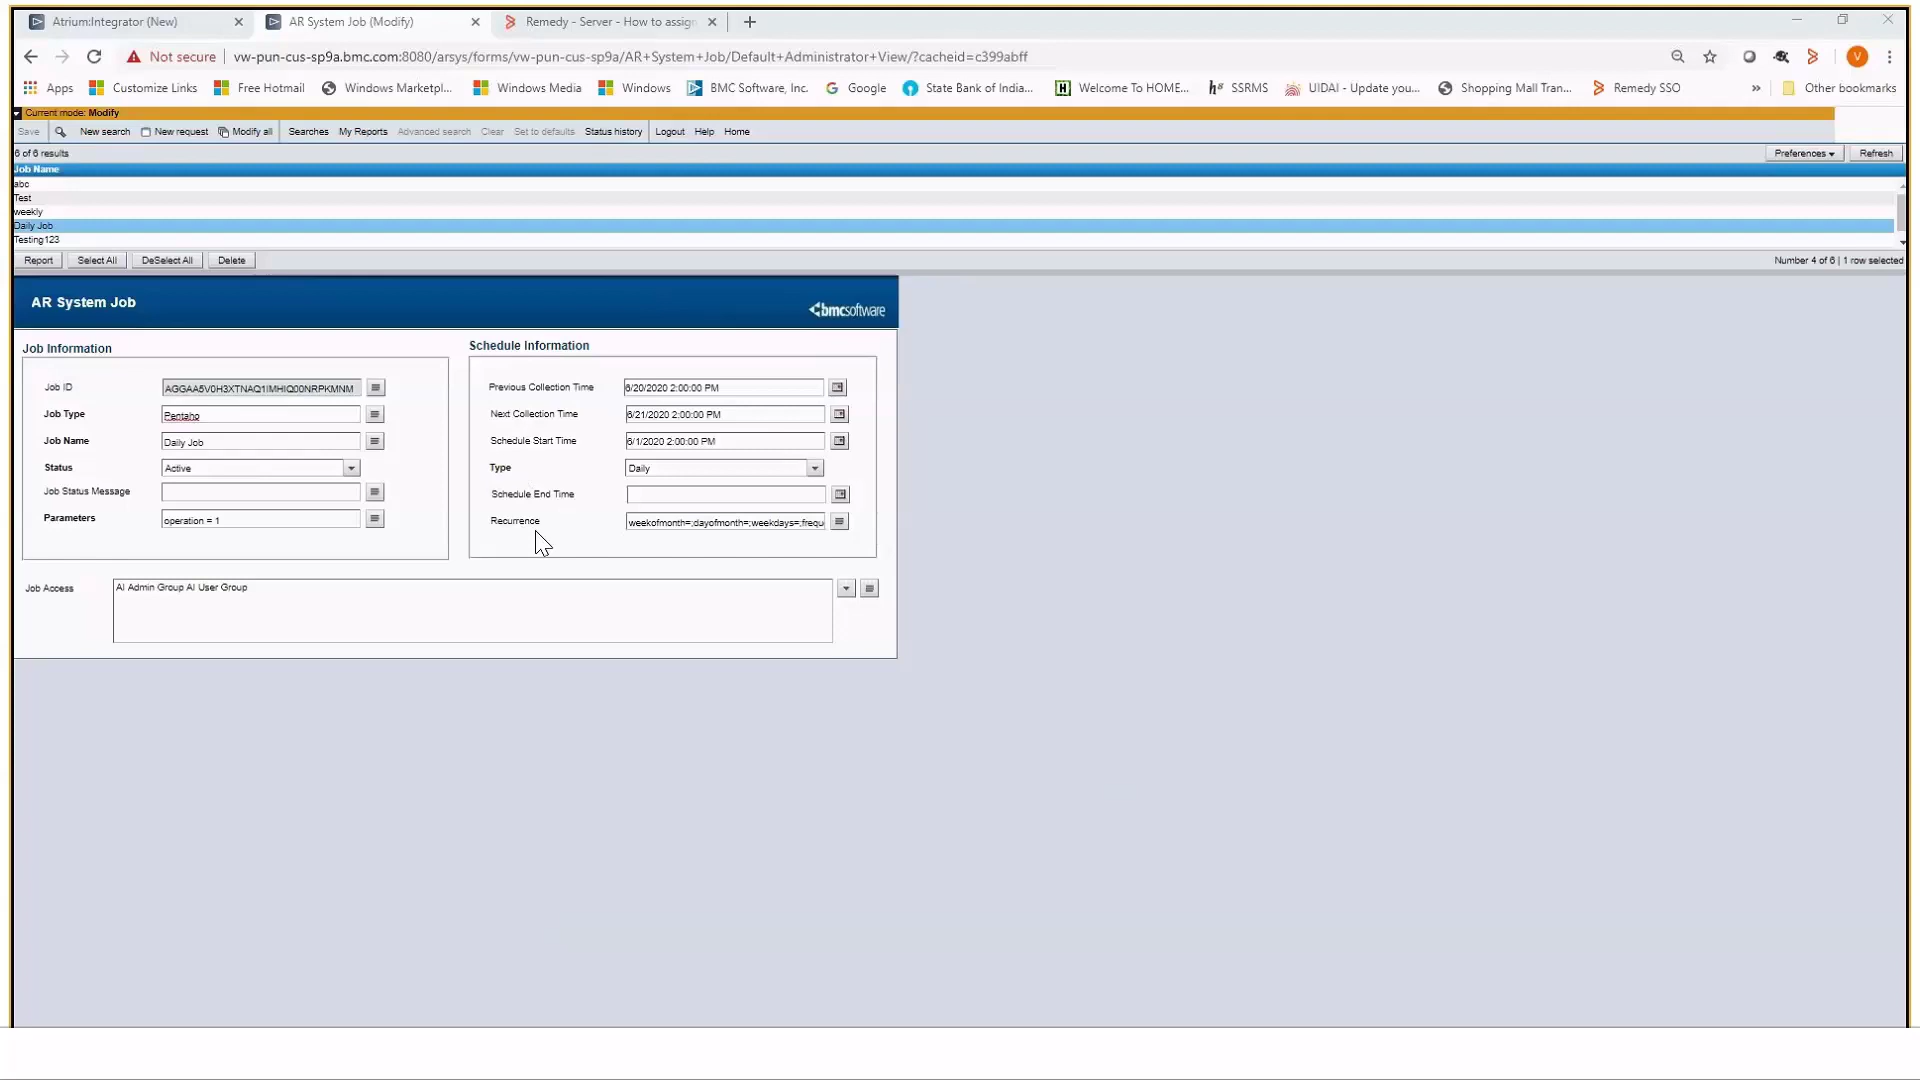 Atrium:Integrator (New)
AR System Job (Modify)
Remedy - Server - How to assign
Not secure
vw-pun-cus-sp9a.bmc.com:8080/arsys/forms/vw-pun-cus-sp9a/AR+System+Job/Default+Administrator+View/?cacheid=c399abff
V
Apps
Customize Links
Free Hotmail
Windows Marketpl...
Windows Media
Windows
BMC Software, Inc.
Google
State Bank of India...
Welcome To HOME...
SSRMS
UIDAI - Update you...
Shopping Mall Tran...
Remedy SSO
»
Other bookmarks
Current mode: Modify
Save
New search
New request
Modify all
Searches
My Reports
Advanced search
Clear
Set to defaults
Status history
Logout
Help
Home
6 of 6 results
Preferences
Refresh
Job Name
abc
Test
weekly
Daily Job
Testing123
Report
Select All
DeSelect All
Delete
Number 4 of 6 | 1 row selected
AR System Job
bmcsoftware
Job Information
Job ID
AGGAA5V0H3XTNAQ1IMHIQ00NRPKMNM
Job Type
Pentaho
Job Name
Daily Job
Status
Active
Job Status Message
Parameters
operation = 1
Schedule Information
Previous Collection Time
6/20/2020 2:00:00 PM
Next Collection Time
6/21/2020 2:00:00 PM
Schedule Start Time
6/1/2020 2:00:00 PM
Type
Daily
Schedule End Time
Recurrence
weekofmonth=;dayofmonth=;weekdays=;frequ
Job Access
AI Admin Group AI User Group